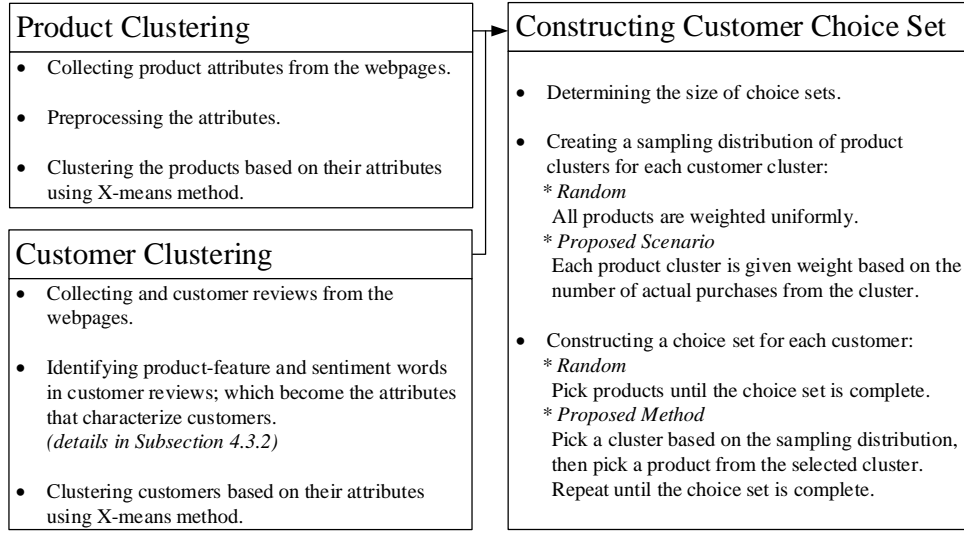 Product Clustering
• Collecting product attributes from the webpages.
• Preprocessing the attributes.
• Clustering the products based on their attributes
using X-means method.
Customer Clustering
• Collecting and customer reviews from the
webpages.
• Identifying product-feature and sentiment words
in customer reviews; which become the attributes
that characterize customers.
(details in Subsection 4.3.2)
• Clustering customers based on their attributes
using X-means method.
Constructing Customer Choice Set
• Determining the size of choice sets.
• Creating a sampling distribution of product
clusters for each customer cluster:
* Random
All products are weighted uniformly.
* Proposed Scenario
Each product cluster is given weight based on the
number of actual purchases from the cluster.
• Constructing a choice set for each customer:
* Random
Pick products until the choice set is complete.
* Proposed Method
Pick a cluster based on the sampling distribution,
then pick a product from the selected cluster.
Repeat until the choice set is complete.